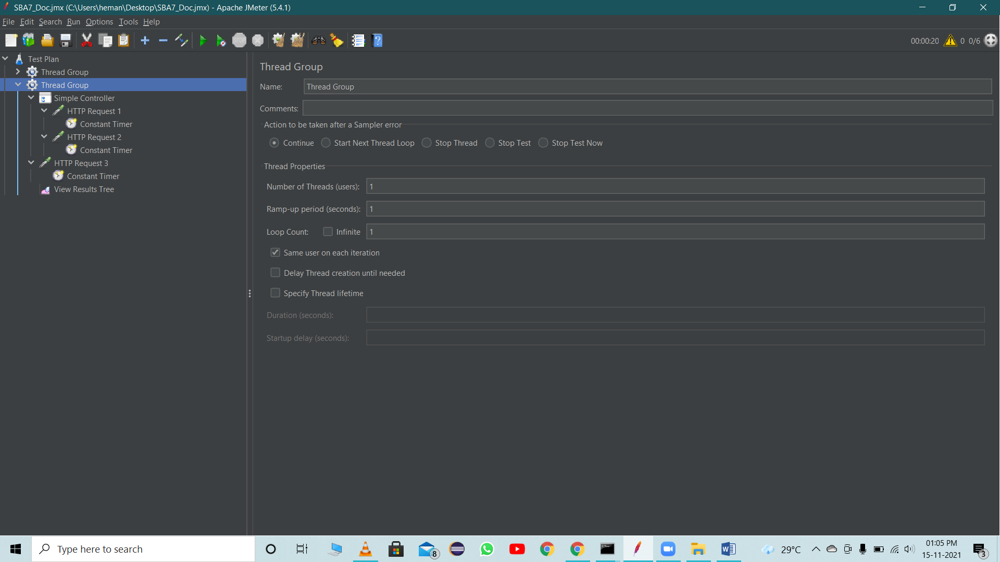 SBA7_Doc.jmx (C:\Users\heman\Desktop\SBA7_Doc.jmx) - Apache JMeter (5.4.1)
File Edit Search Run Options Tools Help
STOP
00:00:20 0 0/6
Test Plan
Thread Group
Thread Group
Simple Controller
HTTP Request 1
Constant Timer
HTTP Request 2
Constant Timer
HTTP Request 3
Constant Timer
View Results Tree
Thread Group
Name: Thread Group
Comments:
Action to be taken after a Sampler error
Continue Start Next Thread Loop Stop Thread Stop Test Stop Test Now
Thread Properties
Number of Threads (users): 1
Ramp-up period (seconds): 1
Loop Count: Infinite 1
Same user on each iteration
Delay Thread creation until needed
Specify Thread lifetime
Duration (seconds):
Startup delay (seconds):
Type here to search
8
W
29°C
01:05 PM
15-11-2021
3